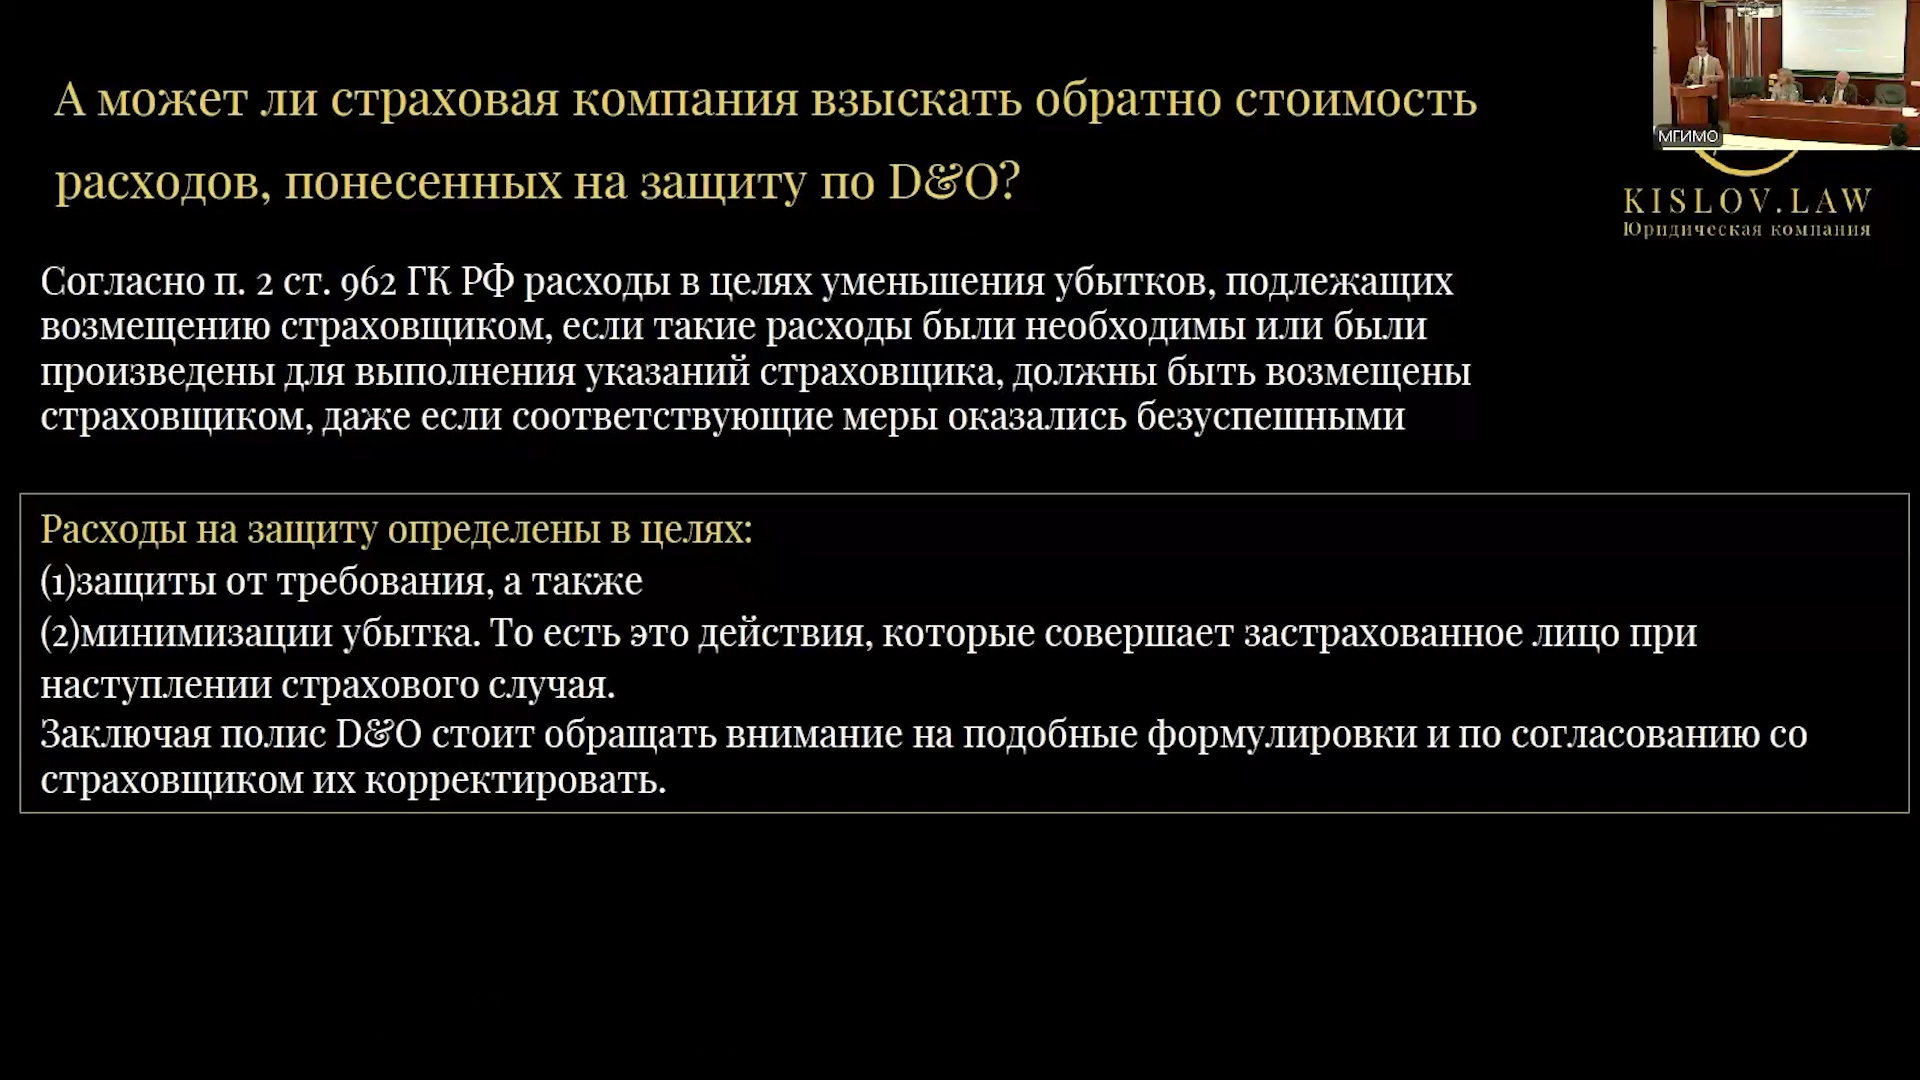 А может ли страховая компания взыскать обратно стоимость
расходов, понесенных на защиту по D&O?
МГИМО
KISLOV.LAW
Юридическая компания
Согласно п. 2 ст. 962 ГК РФ расходы в целях уменьшения убытков, подлежащих
возмещению страховщиком, если такие расходы были необходимы или были
произведены для выполнения указаний страховщика, должны быть возмещены
страховщиком, даже если соответствующие меры оказались безуспешными
Расходы на защиту определены в целях:
(1)защиты от требования, а также
(2)минимизации убытка. То есть это действия, которые совершает застрахованное лицо при
наступлении страхового случая.
Заключая полис D&O стоит обращать внимание на подобные формулировки и по согласованию со
страховщиком их корректировать.